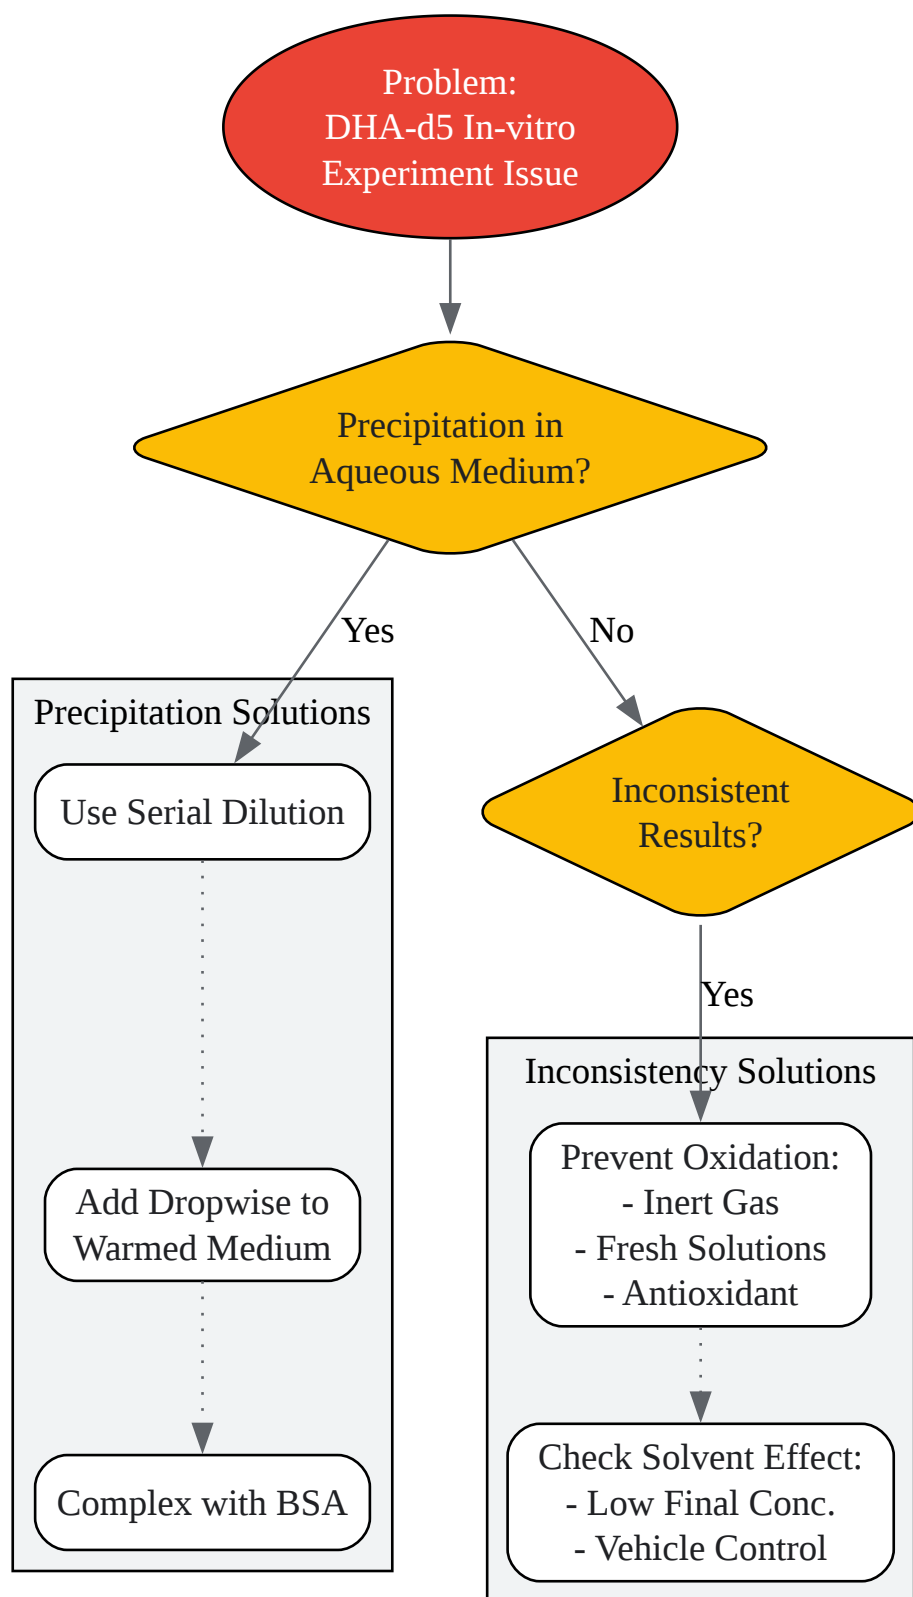 Problem:
DHA-d5 In-vitro
Experiment Issue
Precipitation in
Aqueous Medium?
Yes
No
Precipitation Solutions
Use Serial Dilution
Add Dropwise to
Warmed Medium
Complex with BSA
Inconsistent
Results?
Yes
Inconsistency Solutions
Prevent Oxidation:
- Inert Gas
- Fresh Solutions
- Antioxidant
Check Solvent Effect:
- Low Final Conc.
- Vehicle Control